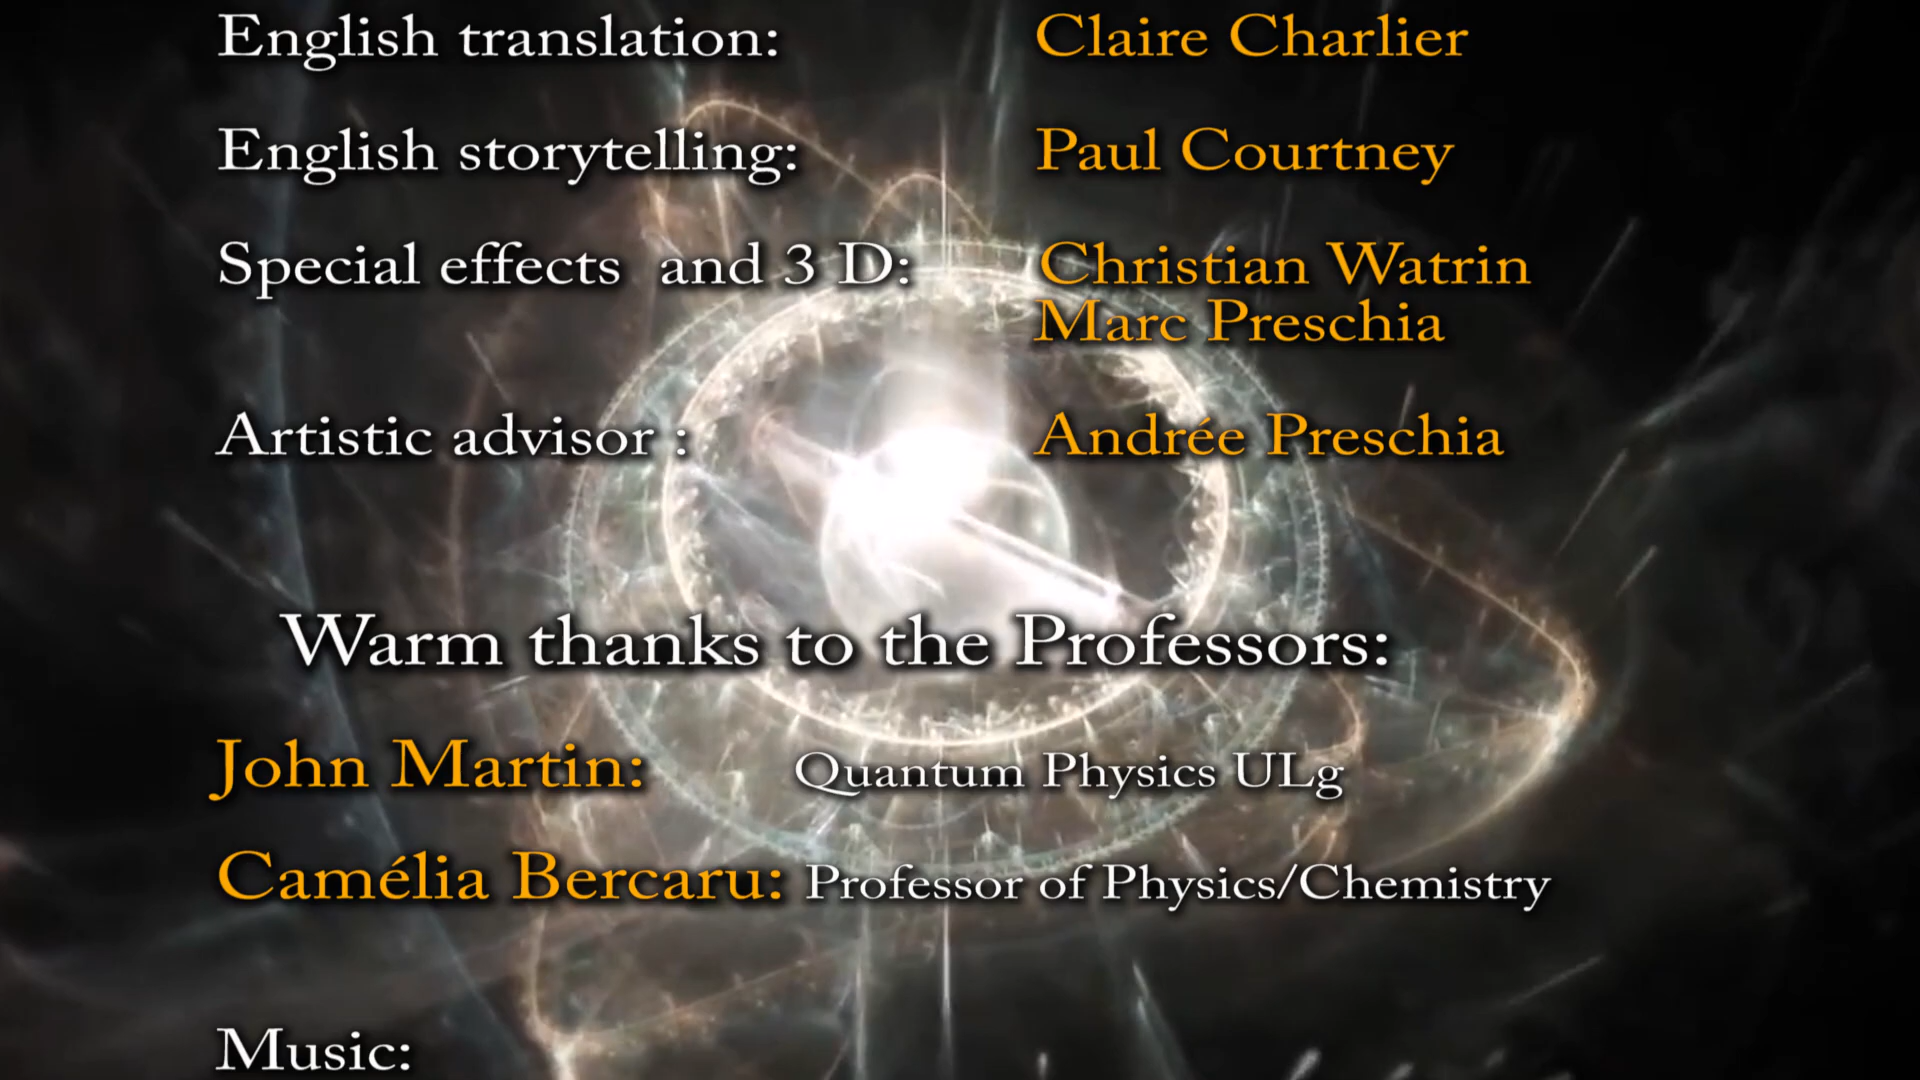 English translation: Claire Charlier
English storytelling: Paul Courtney
Special effects  and 3 D: Christian Watrin
Marc Preschia
Artistic advisor : Andrée Preschia
Warm thanks to the Professors:
John Martin: Quantum Physics ULg
Camélia Bercaru: Professor of Physics/Chemistry
Music: